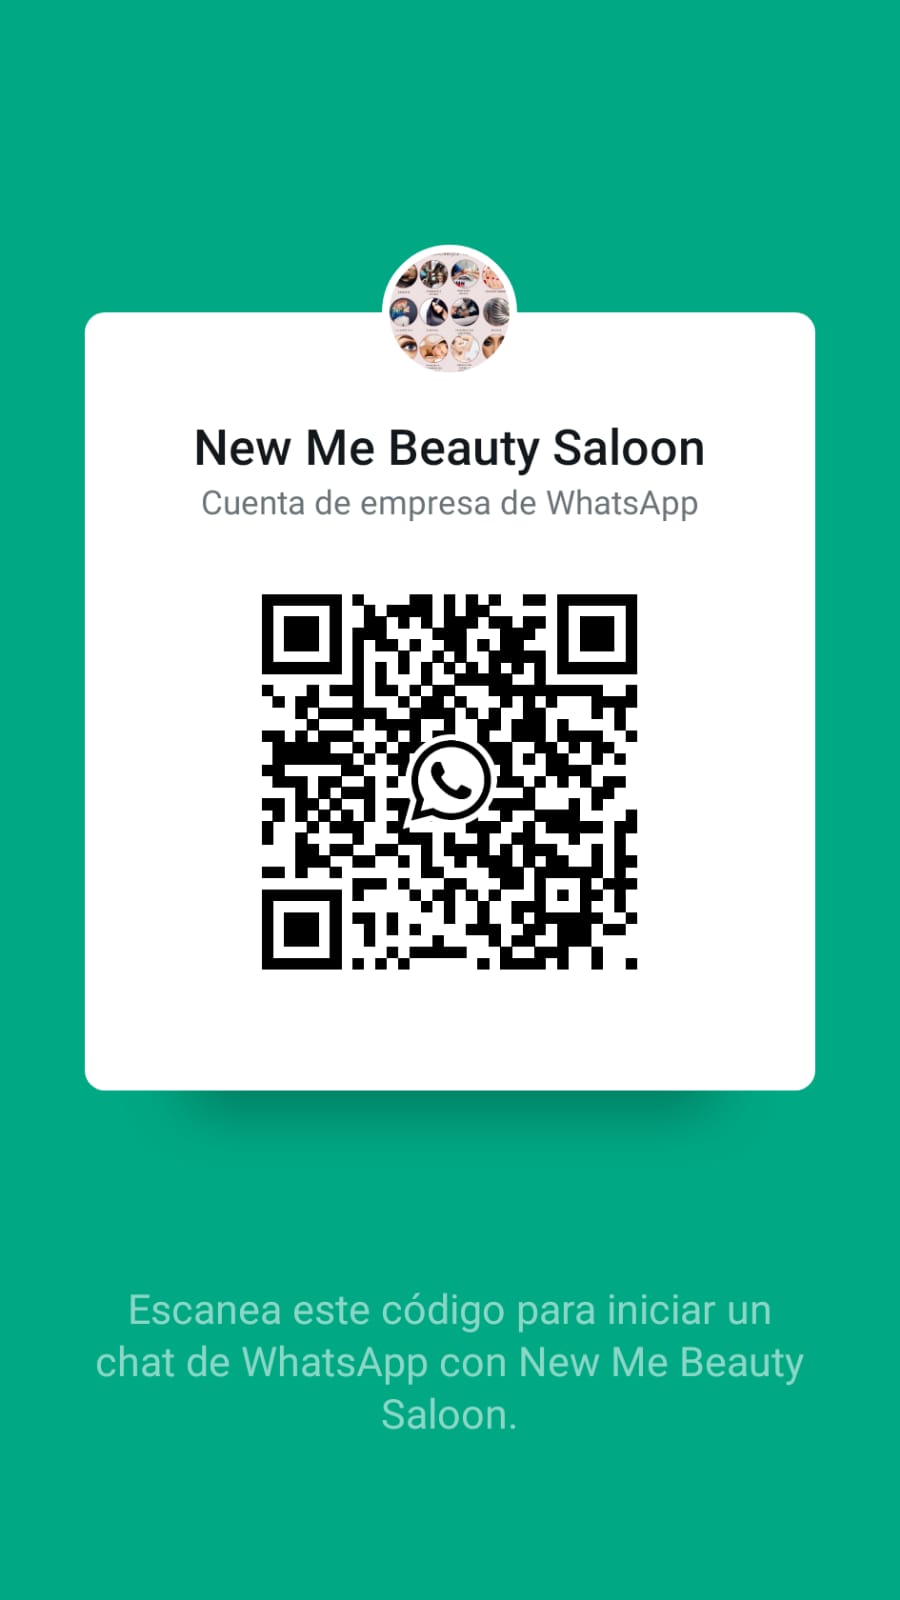 New Me Beauty Saloon
Cuenta de empresa de WhatsApp
Escanea este código para iniciar un
chat de WhatsApp con New Me Beauty
Saloon.